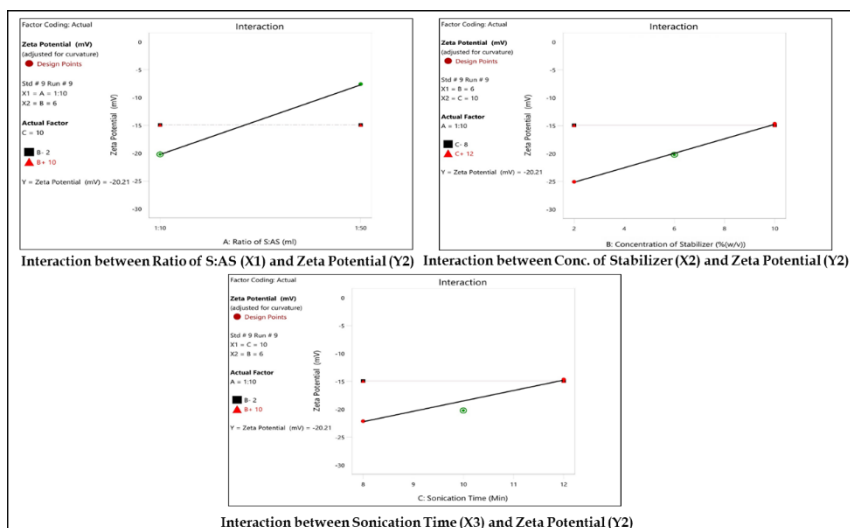 Factor Coding: Actual
Interaction
Zeta Potential (mV)
(adjusted for curvature)
Design Points
Std # 9 Run # 9
X1 = A = 1:10
X2 = B = 6
Actual Factor
C = 10
B- 2
B+ 10
Y = Zeta Potential (mV) = -20.21
Zeta Potential (mV)
0
-5
-10
-15
-20
-25
-30
1:10
1:50
A: Ratio of S:AS (ml)
Interaction between Ratio of S:AS (X1) and Zeta Potential (Y2)
Factor Coding: Actual
Interaction
Zeta Potential (mV)
(adjusted for curvature)
Design Points
Std # 9 Run # 9
X1 = B = 6
X2 = C = 10
Actual Factor
A = 1:10
C- 8
C+ 12
Y = Zeta Potential (mV) = -20.21
Zeta Potential (mV)
0
-5
-10
-15
-20
-25
-30
2
4
6
8
10
B: Concentration of Stabilizer (%(w/v))
Interaction between Conc. of Stabilizer (X2) and Zeta Potential (Y2)
Factor Coding: Actual
Interaction
Zeta Potential (mV)
(adjusted for curvature)
Design Points
Std # 9 Run # 9
X1 = C = 10
X2 = B = 6
Actual Factor
A = 1:10
B- 2
B+ 10
Y = Zeta Potential (mV) = -20.21
Zeta Potential (mV)
0
-5
-10
-15
-20
-25
-30
8
9
10
11
12
C: Sonication Time (Min)
Interaction between Sonication Time (X3) and Zeta Potential (Y2)